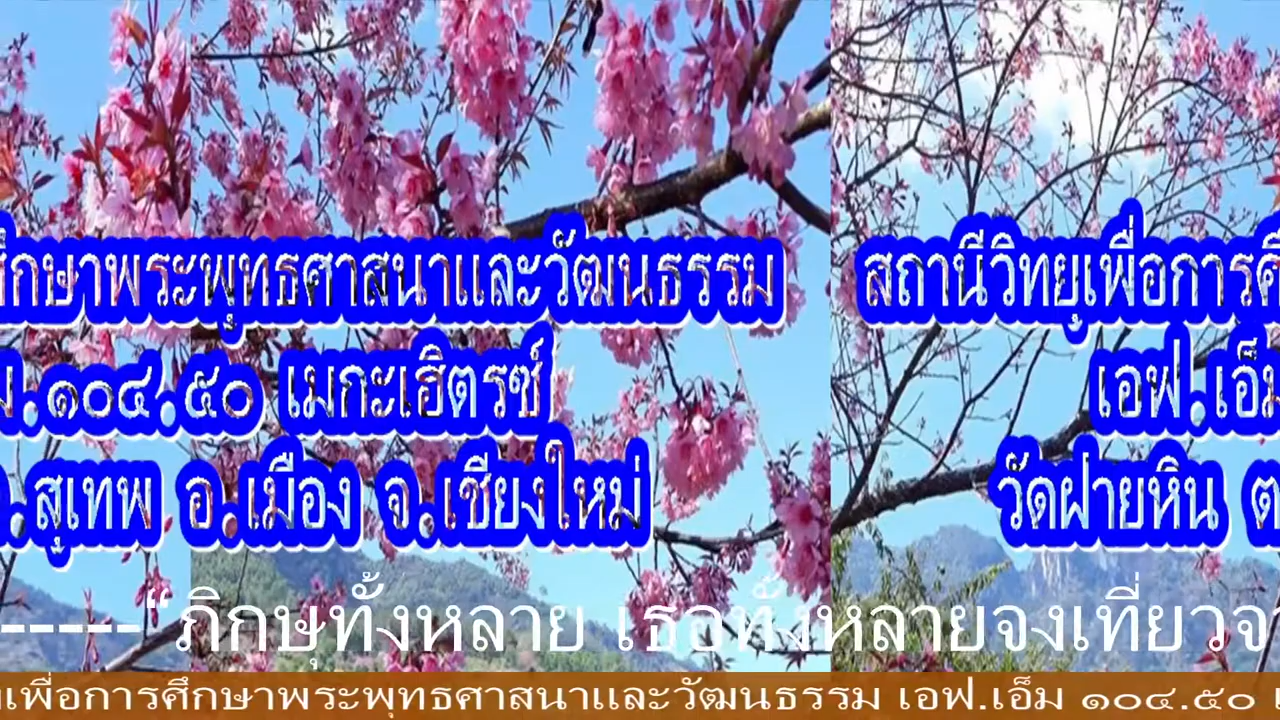 ศึกษาพระพุทธศาสนาและวัฒนธรรม สถานีวิทยุเพื่อการศึ
ม.๑๐๔.๕๐ เมกะเฮิตรซ์ เอฟ.เอ็ม
.สุเทพ อ.เมือง จ.เชียงใหม่ วัดฝายหิน ต
-----“ภิกษุทั้งหลาย เธอทั้งหลายจงเที่ยวจ
เพื่อการศึกษาพระพุทธศาสนาและวัฒนธรรม เอฟ.เอ็ม ๑๐๔.๕๐ เ